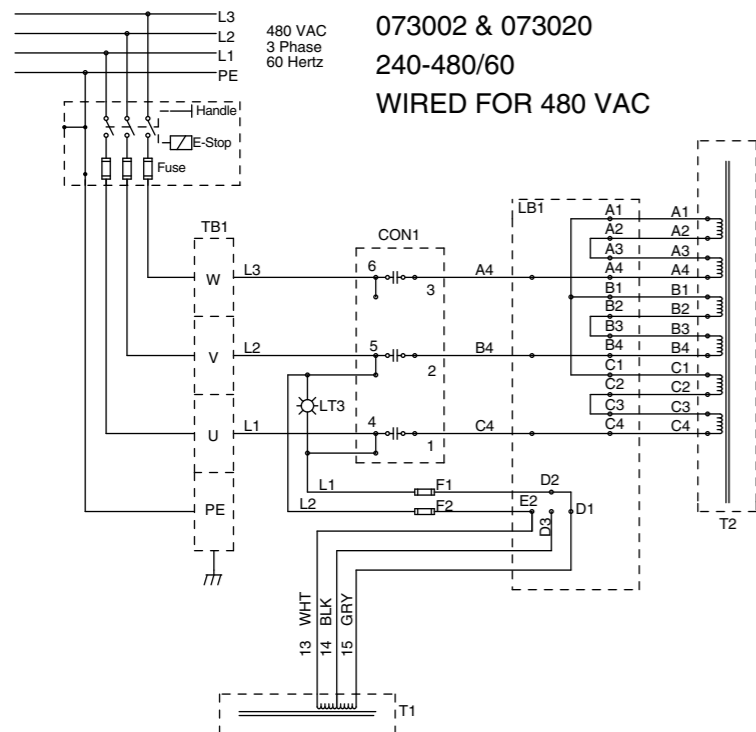 L3
L2
L1
PE
480 VAC
3 Phase
60 Hertz
073002 & 073020
240-480/60
WIRED FOR 480 VAC
Handle
E-Stop
Fuse
TB1
CON1
LB1
W
V
U
PE
L3
L2
L1
6
3
5
2
4
1
LT3
A4
B4
C4
A1
A2
A3
A4
B1
B2
B3
B4
C1
C2
C3
C4
A1
A2
A3
A4
B1
B2
B3
B4
C1
C2
C3
C4
T2
L1
F1
D2
L2
F2
E2
D3
D1
13 WHT
14 BLK
15 GRY
T1